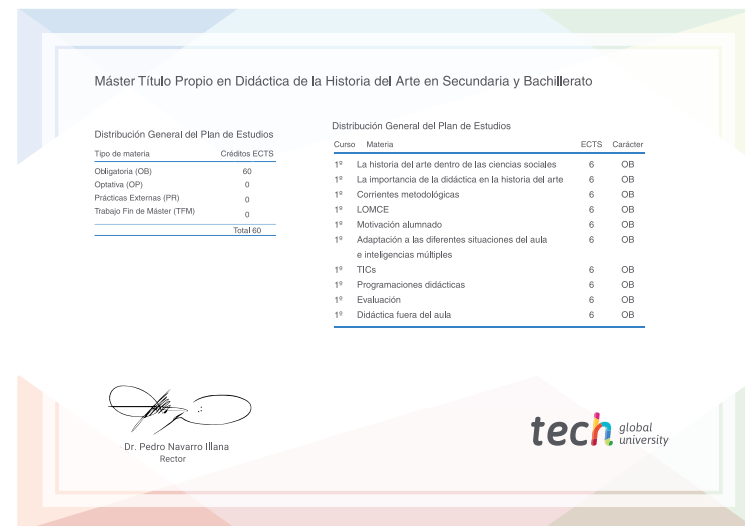 Máster Título Propio en Didáctica de la Historia del Arte en Secundaria y Bachillerato
Distribución General del Plan de Estudios
Tipo de materia Créditos ECTS
Obligatoria (OB) 60
Optativa (OP) 0
Prácticas Externas (PR) 0
Trabajo Fin de Máster (TFM) 0
Total 60
Distribución General del Plan de Estudios
Curso Materia ECTS Carácter
1º La historia del arte dentro de las ciencias sociales 6 OB
1º La importancia de la didáctica en la historia del arte 6 OB
1º Corrientes metodológicas 6 OB
1º LOMCE 6 OB
1º Motivación alumnado 6 OB
1º Adaptación a las diferentes situaciones del aula 6 OB
e inteligencias múltiples
1º TICs 6 OB
1º Programaciones didácticas 6 OB
1º Evaluación 6 OB
1º Didáctica fuera del aula 6 OB
Dr. Pedro Navarro Illana
Rector
tech global
university